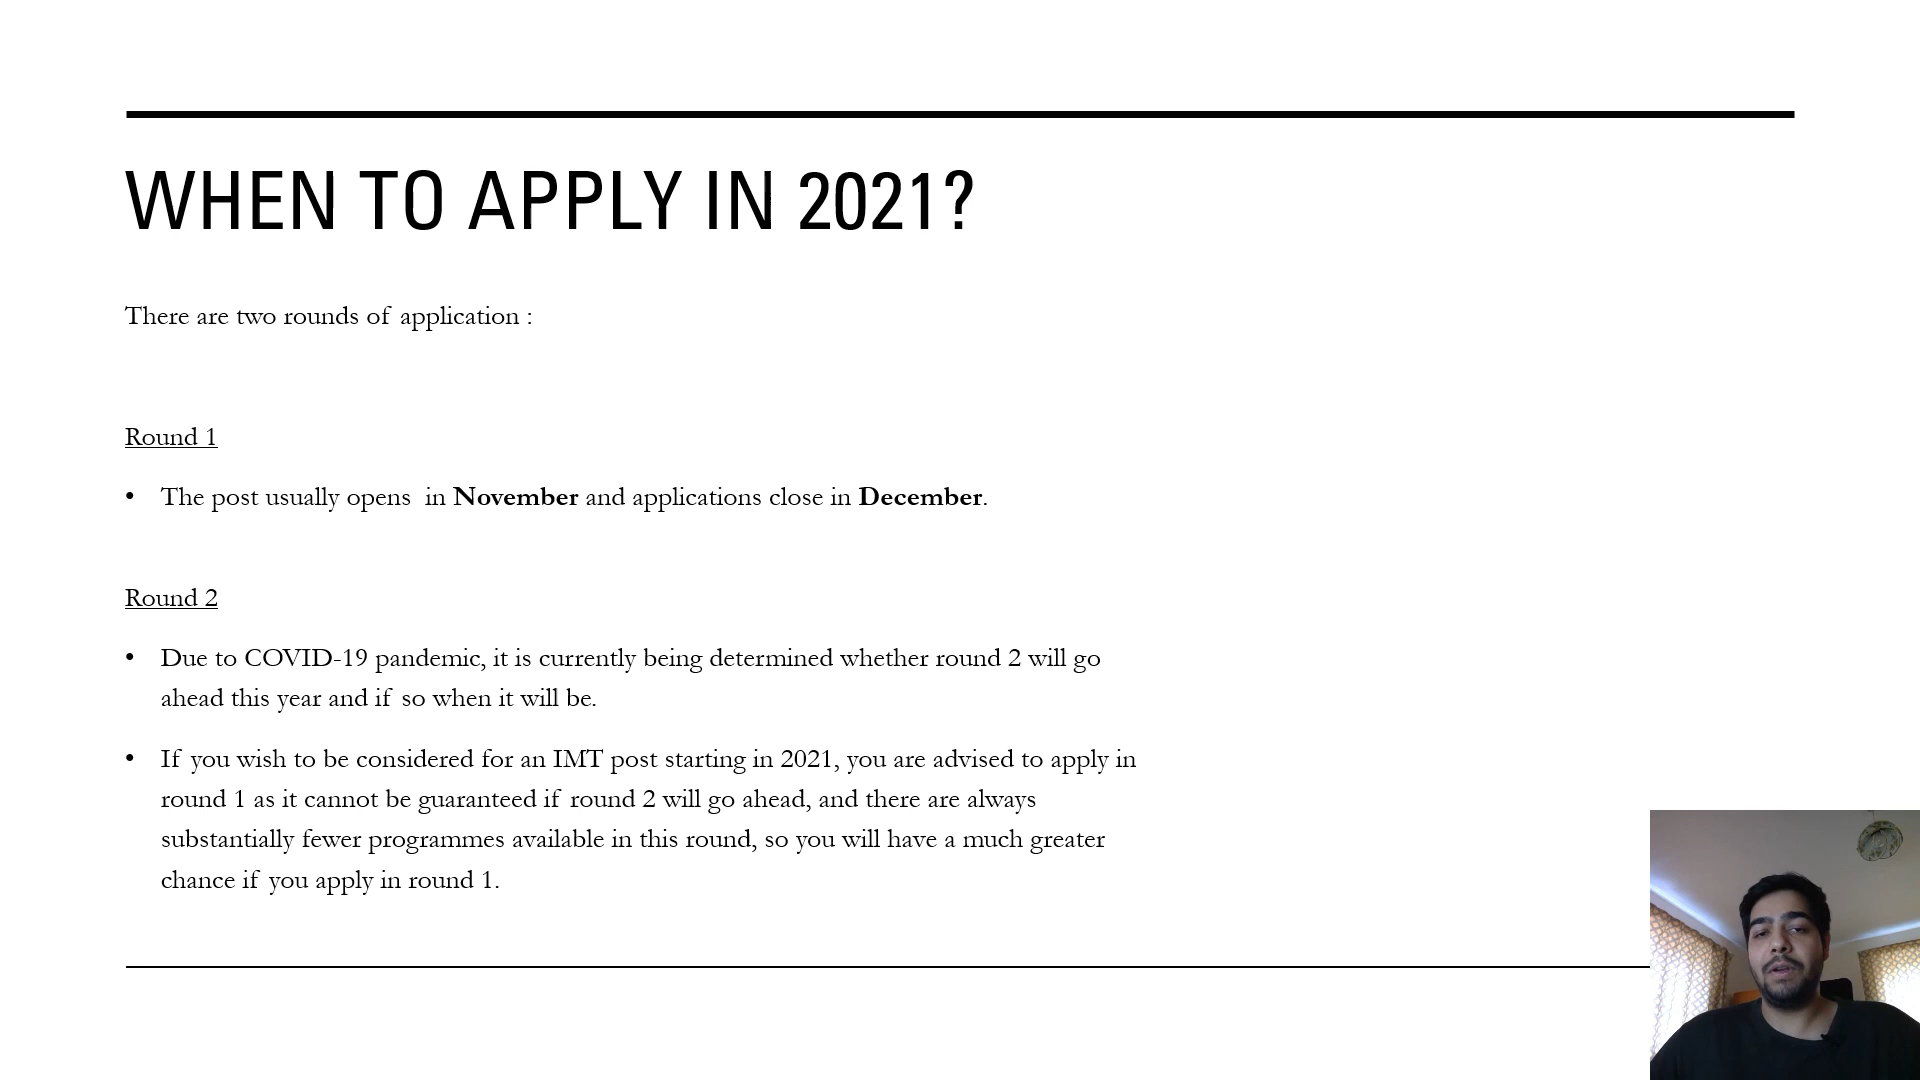 WHEN TO APPLY IN 2021?
There are two rounds of application :
Round 1
• The post usually opens  in November and applications close in December.
Round 2
• Due to COVID-19 pandemic, it is currently being determined whether round 2 will go
ahead this year and if so when it will be.
• If you wish to be considered for an IMT post starting in 2021, you are advised to apply in
round 1 as it cannot be guaranteed if round 2 will go ahead, and there are always
substantially fewer programmes available in this round, so you will have a much greater
chance if you apply in round 1.